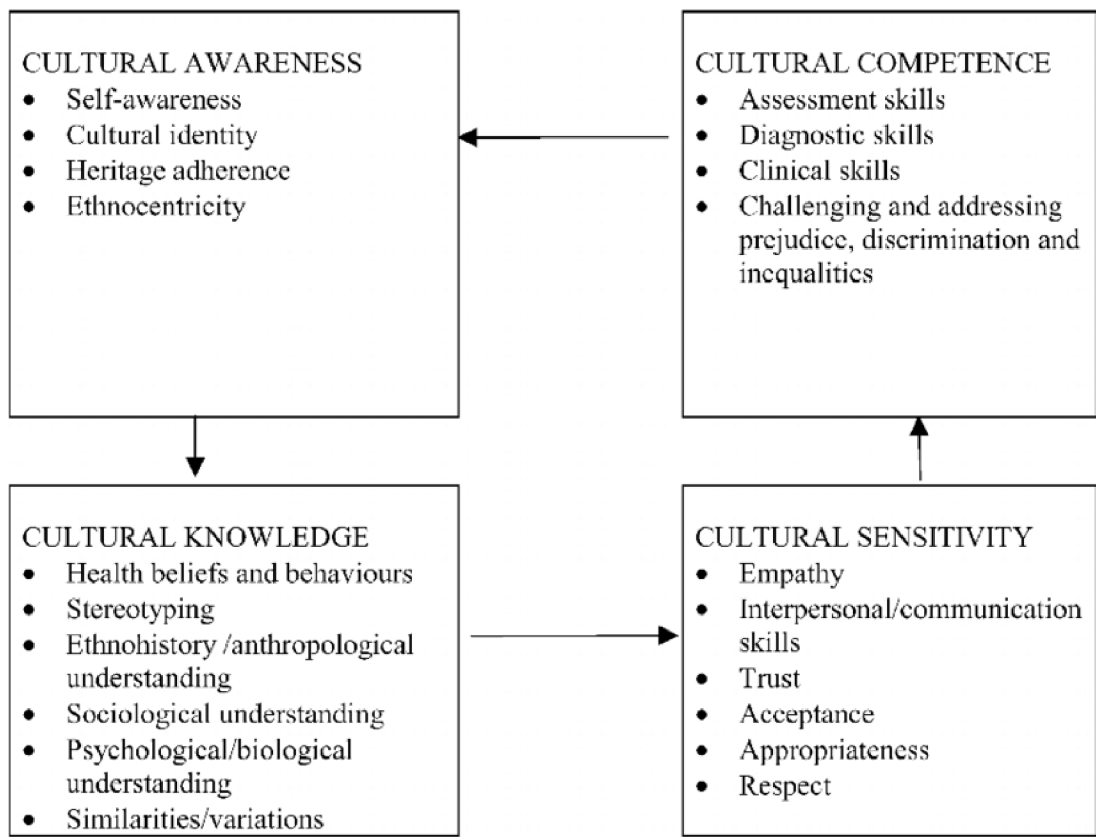 CULTURAL AWARENESS
• Self-awareness
• Cultural identity
• Heritage adherence
• Ethnocentricity
CULTURAL COMPETENCE
• Assessment skills
• Diagnostic skills
• Clinical skills
• Challenging and addressing
prejudice, discrimination and
inequalities
CULTURAL KNOWLEDGE
• Health beliefs and behaviours
• Stereotyping
• Ethnohistory /anthropological
understanding
• Sociological understanding
• Psychological/biological
understanding
• Similarities/variations
CULTURAL SENSITIVITY
• Empathy
• Interpersonal/communication
skills
• Trust
• Acceptance
• Appropriateness
• Respect